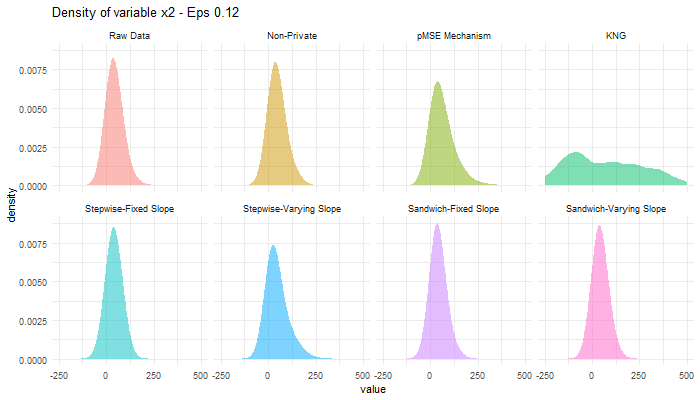 Density of variable x2 - Eps 0.12
Raw Data
Non-Private
pMSE Mechanism
KNG
0.0075
0.0050
0.0025
0.0000
density
Stepwise-Fixed Slope
Stepwise-Varying Slope
Sandwich-Fixed Slope
Sandwich-Varying Slope
0.0075
0.0050
0.0025
0.0000
-250 0 250 500 -250 0 250 500 -250 0 250 500 -250 0 250 500
value